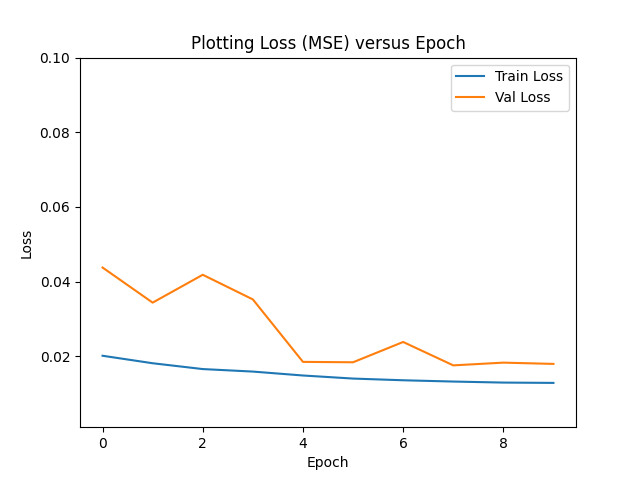 Plotting Loss (MSE) versus Epoch
Train Loss
Val Loss
Loss
0.10
0.08
0.06
0.04
0.02
0 2 4 6 8
Epoch